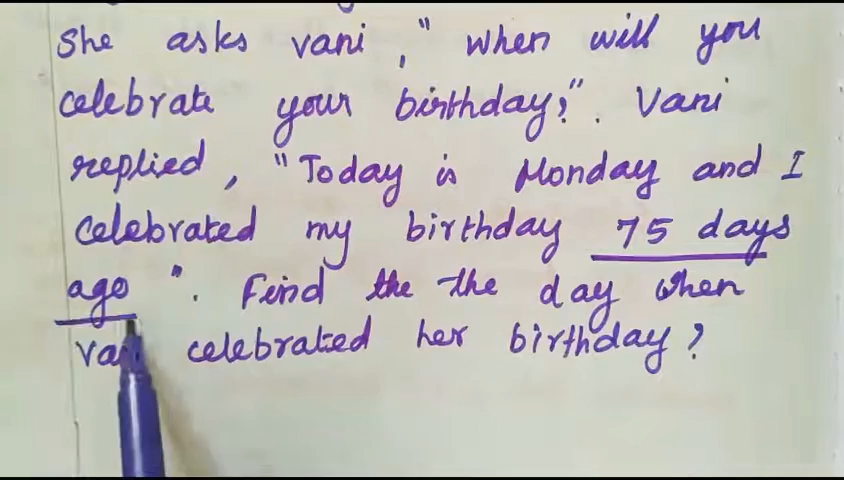 She asks vani ," when will you
celebrate your birthday?". Vani
replied , "Today is Monday and I
celebrated my birthday 75 days
ago ". Find the the day when
celebrated her birthday ?